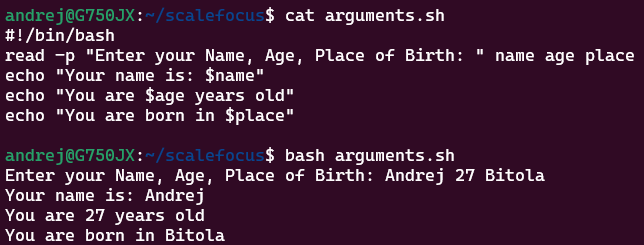 andrej@G750JX:~/scalefocus$ cat arguments.sh
#!/bin/bash
read -p "Enter your Name, Age, Place of Birth: " name age place
echo "Your name is: $name"
echo "You are $age years old"
echo "You are born in $place"
andrej@G750JX:~/scalefocus$ bash arguments.sh
Enter your Name, Age, Place of Birth: Andrej 27 Bitola
Your name is: Andrej
You are 27 years old
You are born in Bitola